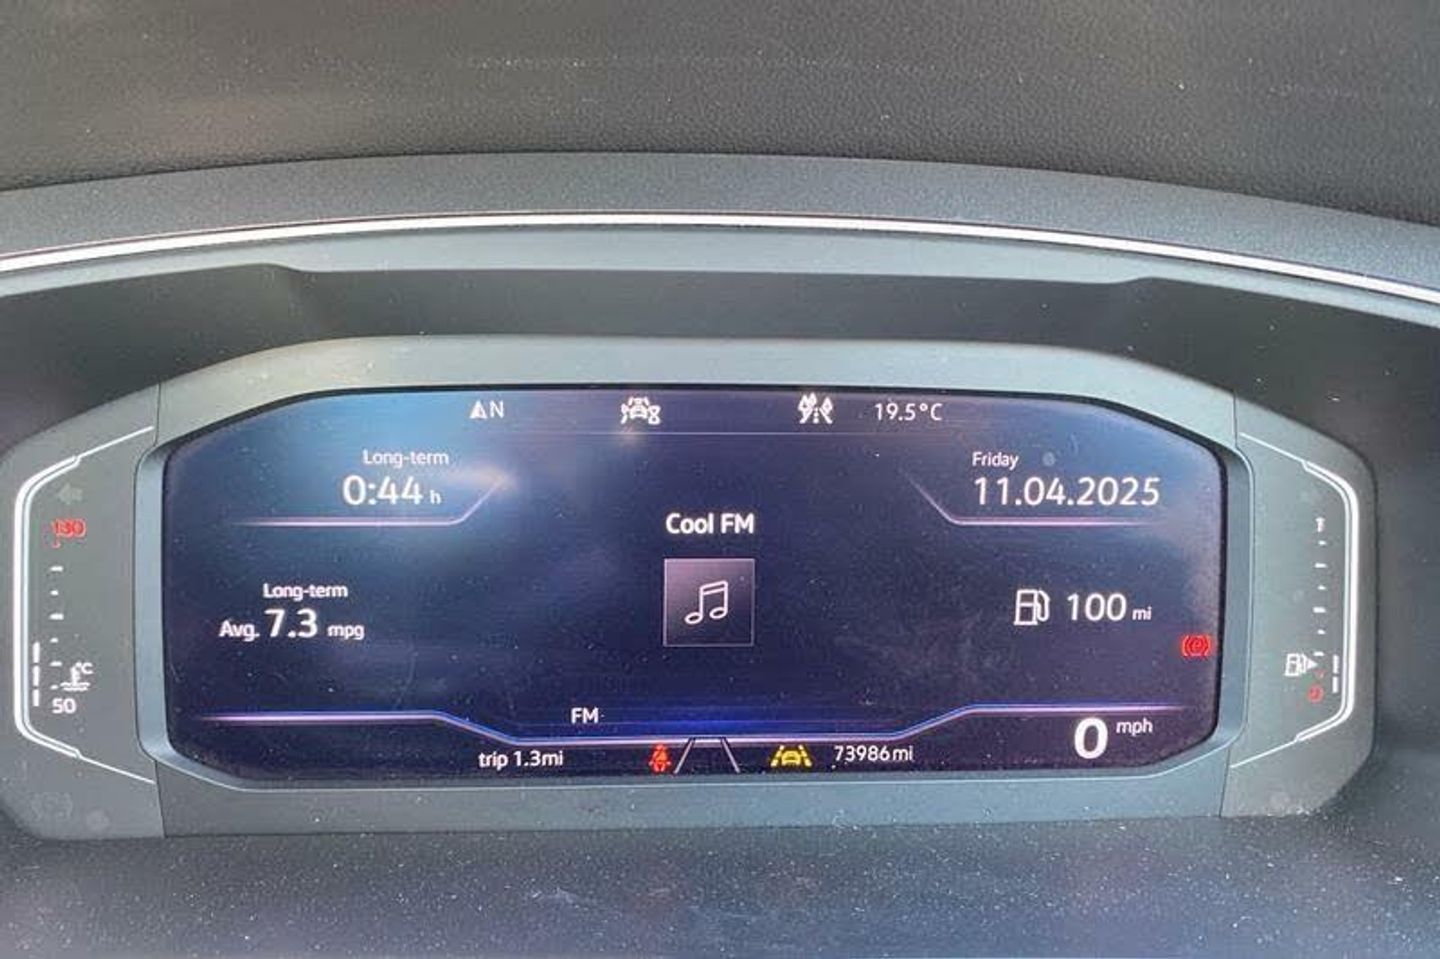 N
19.5°C
Long-term
0:44 h
Friday
11.04.2025
Cool FM
130
Long-term
Avg. 7.3 mpg
100 mi
°C
50
FM
0 mph
trip 1.3mi
73986mi